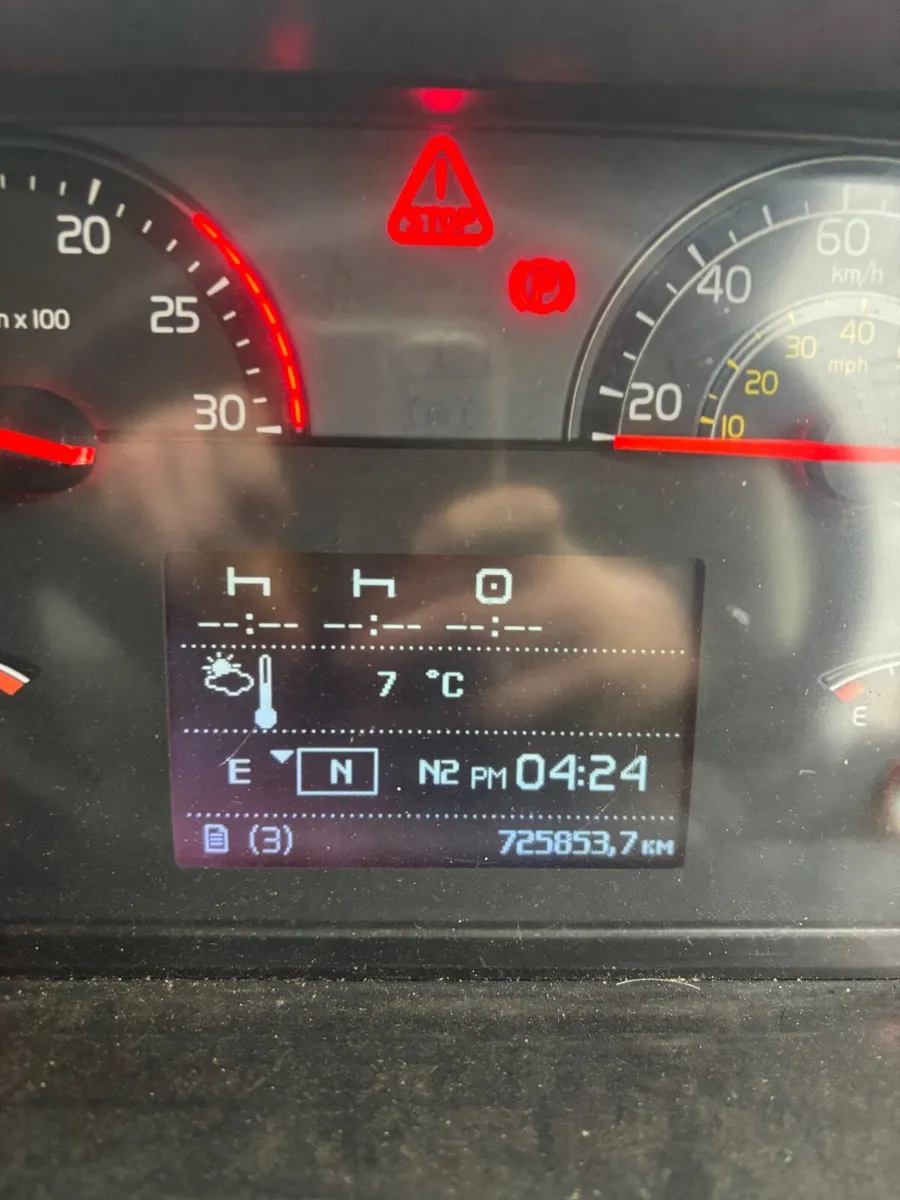 STOP
20
25
30
x 100
P
60
km/h
40
20
40
30
mph
20
10
--:-- --:-- --:--
7 °C
E N N2 PM 04:24
(3) 725853,7 KM
E